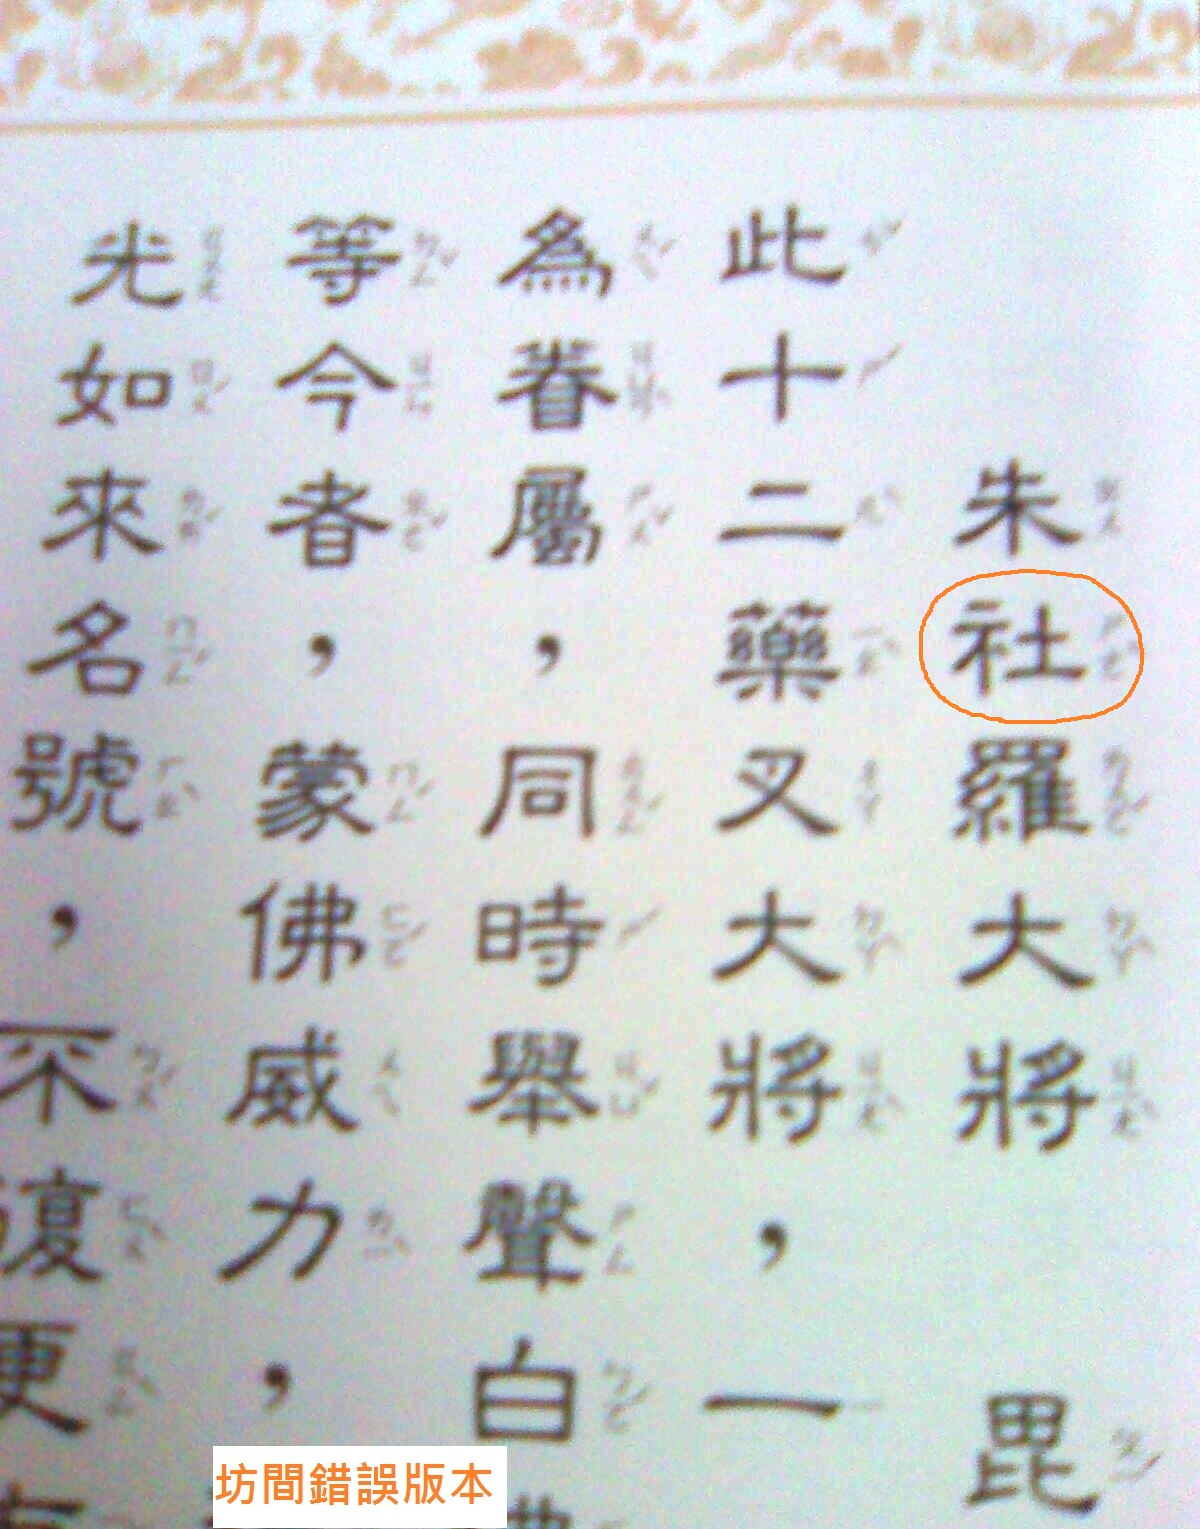 朱社羅大將　毘
此十二藥叉大將，一
為眷屬，同時舉聲白
等今者，蒙佛威力，
光如來名號，不復更
坊間錯誤版本